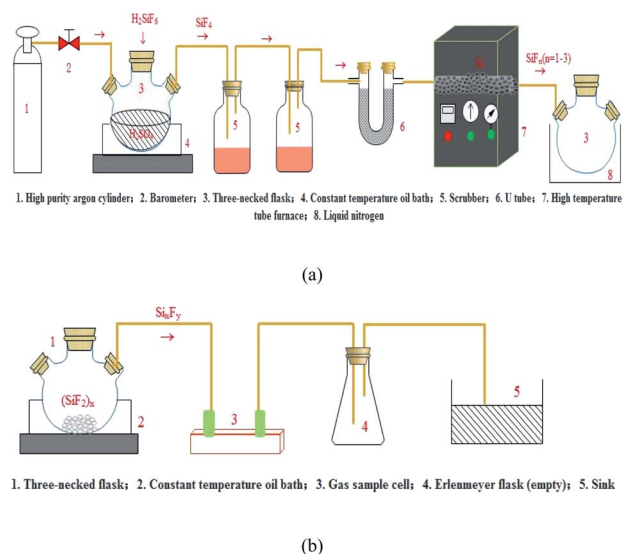 H₂SiF₆
SiF₄
SiFₙ(n=1-3)
1
2
3
H₂SO₄
4
5
5
6
Si
7
3
8
1. High purity argon cylinder; 2. Barometer; 3. Three-necked flask; 4. Constant temperature oil bath; 5. Scrubber; 6. U tube; 7. High temperature
tube furnace; 8. Liquid nitrogen
(a)
SiₓFᵧ
1
(SiF₂)ₓ
2
3
4
5
1. Three-necked flask; 2. Constant temperature oil bath; 3. Gas sample cell; 4. Erlenmeyer flask (empty); 5. Sink
(b)